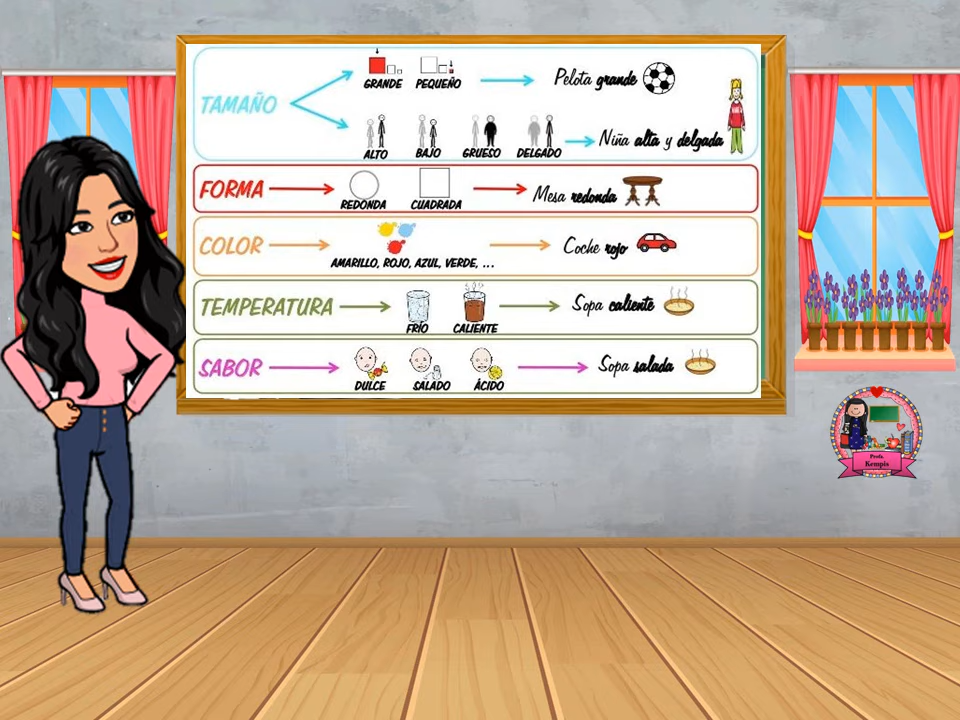 TAMAÑO
GRANDE PEQUEÑO
Pelota grande
ALTO BAJO GRUESO DELGADO
Niña alta y delgada
FORMA
REDONDA CUADRADA
Mesa redonda
COLOR
AMARILLO, ROJO, AZUL, VERDE, ...
Coche rojo
TEMPERATURA
FRÍO CALIENTE
Sopa caliente
SABOR
DULCE SALADO ÁCIDO
Sopa salada
Profa.
Kempis